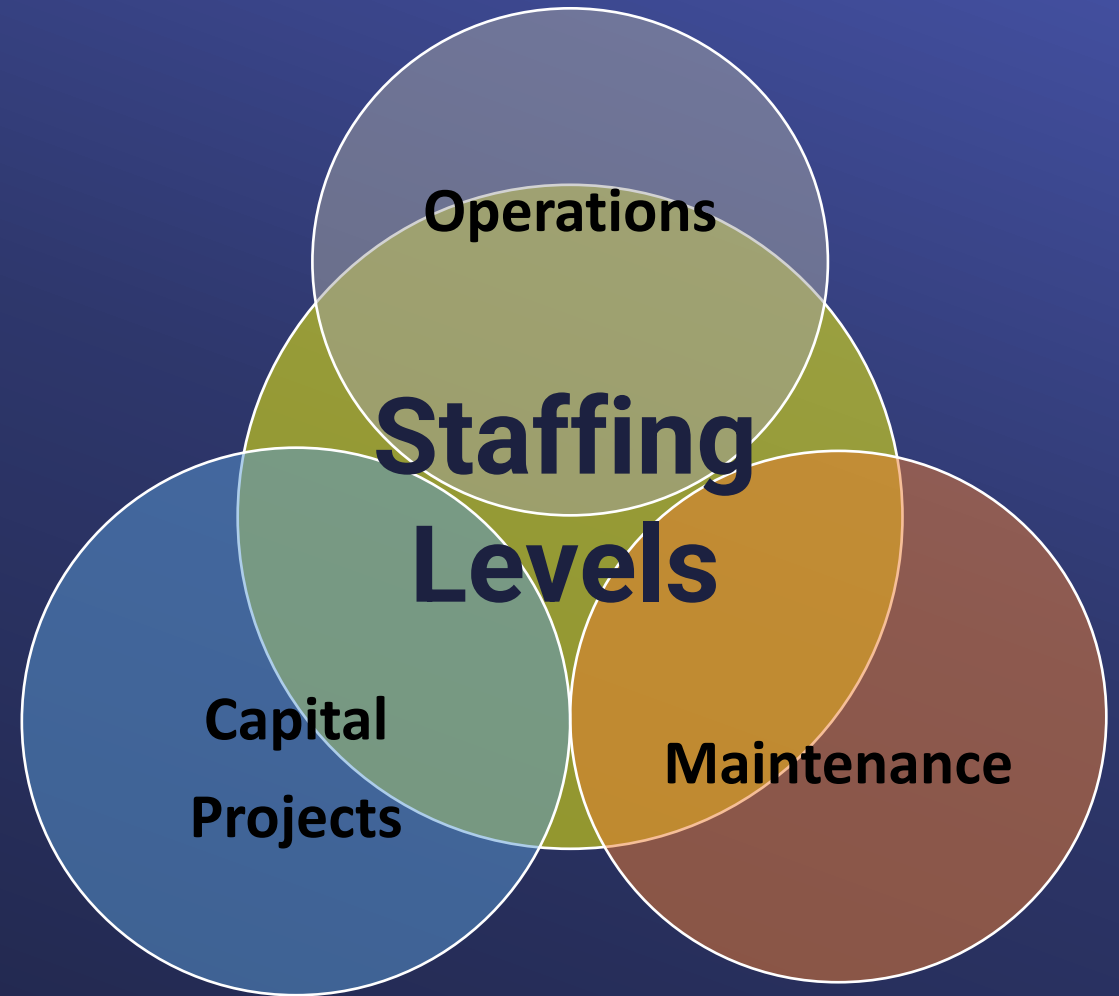 Operations
Staffing
Levels
Capital
Projects
Maintenance